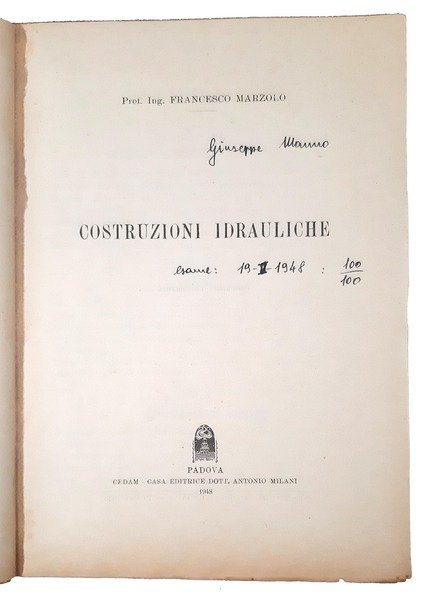 Prof. Ing. FRANCESCO MARZOLO
Giuseppe Manno
COSTRUZIONI IDRAULICHE
esame: 19-II-1948 : 100/100
PADOVA
CEDAM - CASA EDITRICE DOTT. ANTONIO MILANI
1948